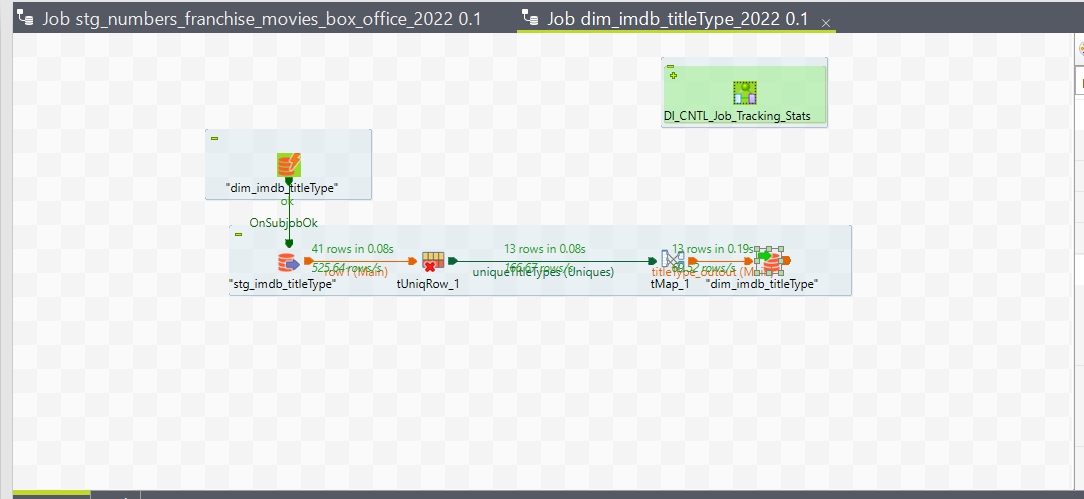 Job stg_numbers_franchise_movies_box_office_2022 0.1
Job dim_imdb_titleType_2022 0.1
DI_CNTL_Job_Tracking_Stats
"dim_imdb_titleType"
ok
OnSubjobOk
41 rows in 0.08s
13 rows in 0.08s
13 rows in 0.19s
525.64 rows/s
row1 (Main)
166.67 rows/s
uniqueTitleTypes (Uniques)
"stg_imdb_titleType"
tUniqRow_1
tMap_1
"dim_imdb_titleType"